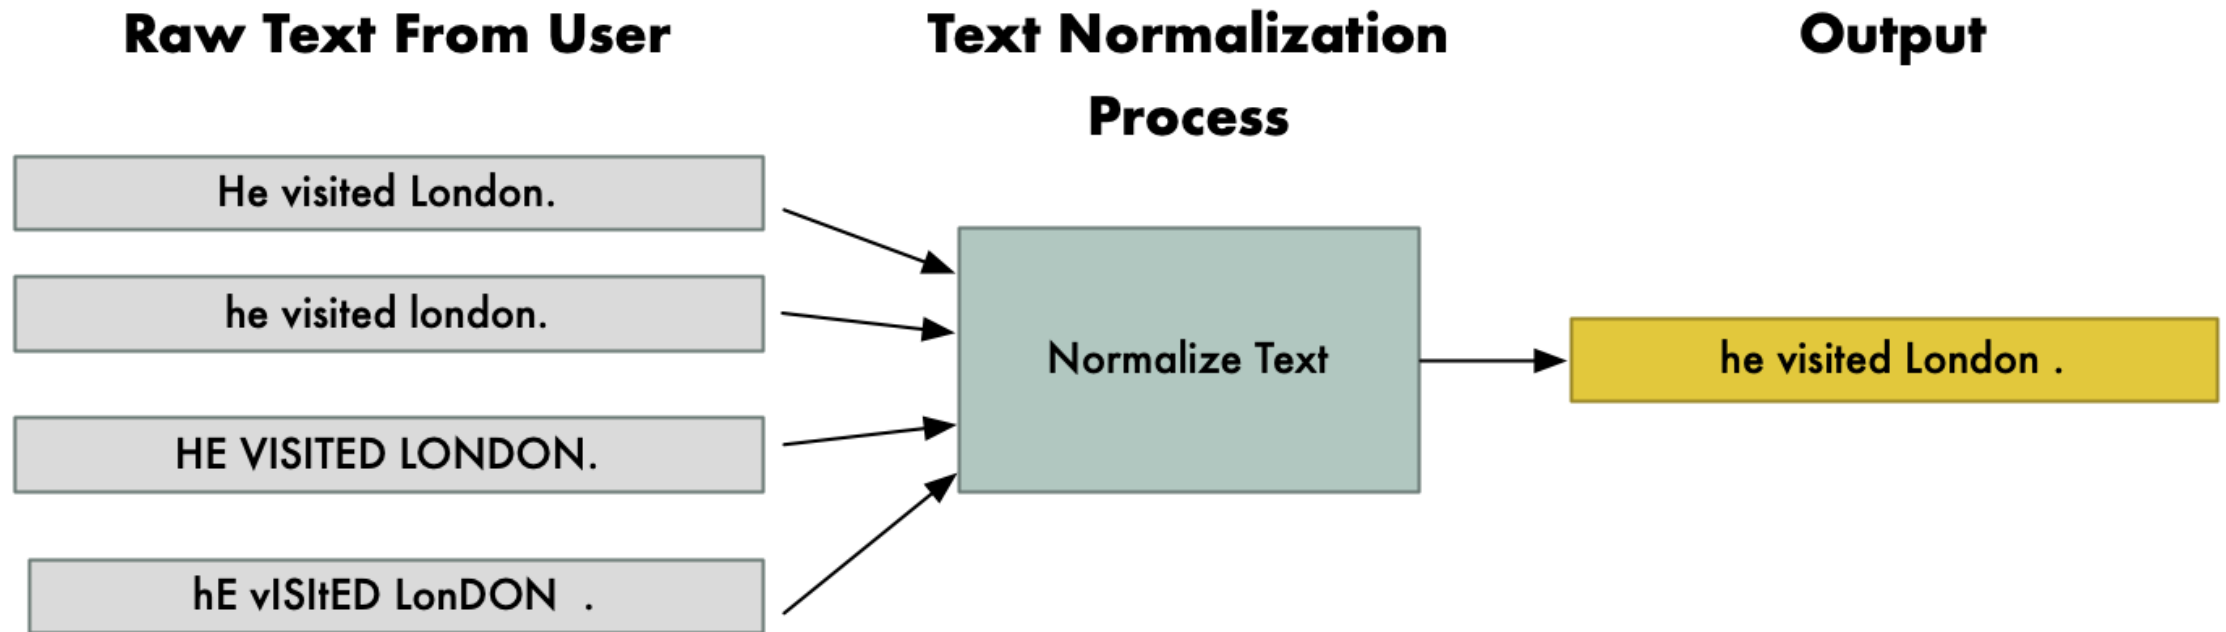 Raw Text From User
Text Normalization
Process
Output
He visited London.
he visited london.
HE VISITED LONDON.
hE vISItED LonDON  .
Normalize Text
he visited London .